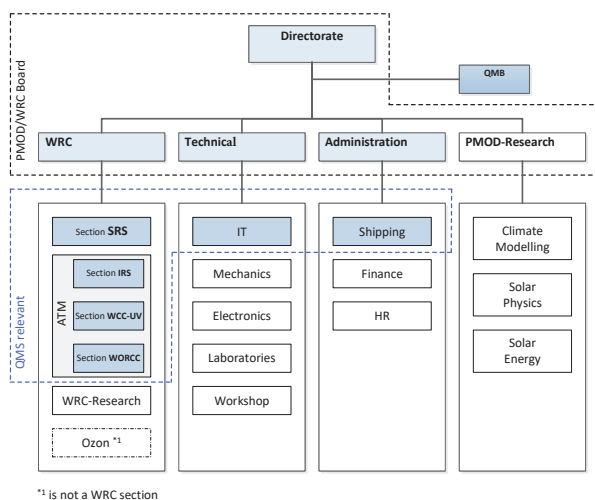 Directorate
QMB
PMOD/WRC Board
WRC
Technical
Administration
PMOD-Research
QMS relevant
Section SRS
ATM
Section IRS
Section WCC-UV
Section WORCC
WRC-Research
Ozon *1
IT
Mechanics
Electronics
Laboratories
Workshop
Shipping
Finance
HR
Climate
Modelling
Solar
Physics
Solar
Energy
*1 is not a WRC section